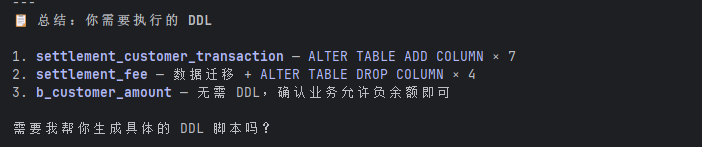 ---
📋 总结：你需要执行的 DDL
1. settlement_customer_transaction — ALTER TABLE ADD COLUMN × 7
2. settlement_fee — 数据迁移 + ALTER TABLE DROP COLUMN × 4
3. b_customer_amount — 无需 DDL，确认业务允许负余额即可
需要我帮你生成具体的 DDL 脚本吗？